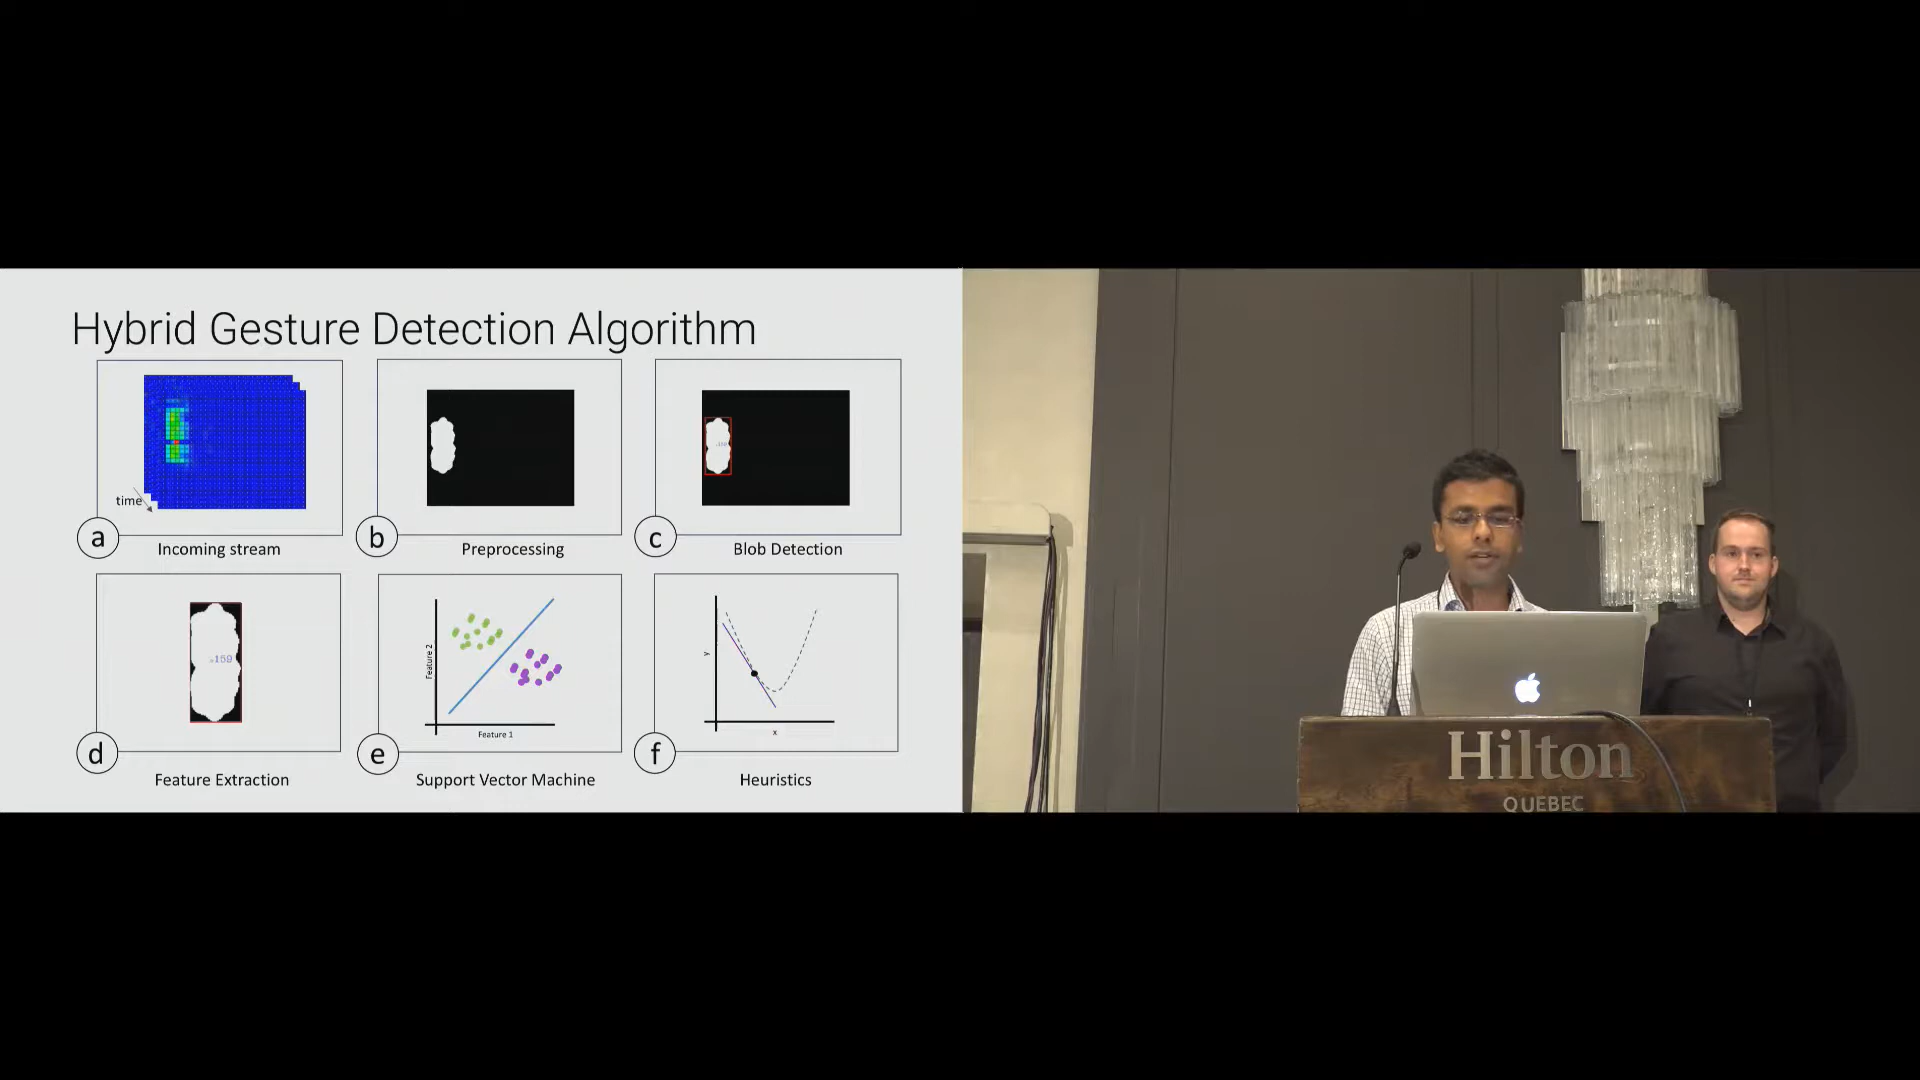 Hybrid Gesture Detection Algorithm
time
a
Incoming stream
b
Preprocessing
c
Blob Detection
d
159
Feature Extraction
e
Feature 2
Feature 1
Support Vector Machine
f
y
x
Heuristics
Hilton
QUEBEC